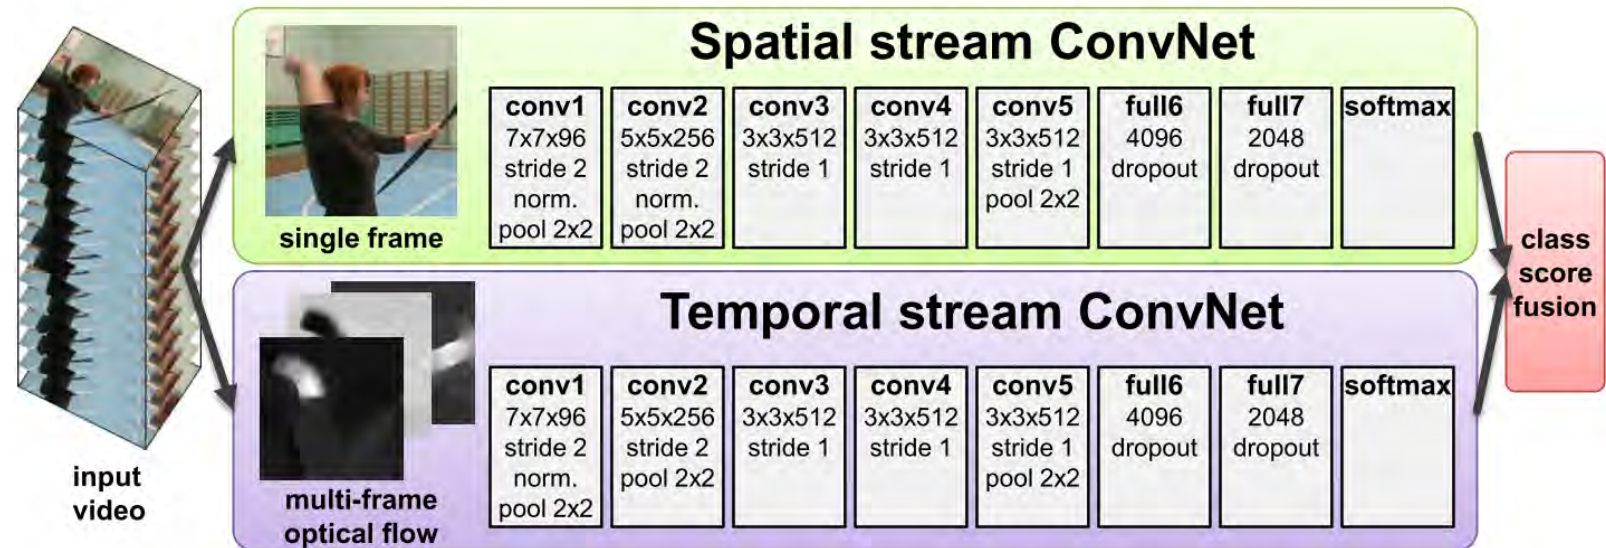 input
video
Spatial stream ConvNet
single frame
conv1
7x7x96
stride 2
norm.
pool 2x2
conv2
5x5x256
stride 2
norm.
pool 2x2
conv3
3x3x512
stride 1
conv4
3x3x512
stride 1
conv5
3x3x512
stride 1
pool 2x2
full6
4096
dropout
full7
2048
dropout
softmax
Temporal stream ConvNet
multi-frame
optical flow
conv1
7x7x96
stride 2
norm.
pool 2x2
conv2
5x5x256
stride 2
pool 2x2
conv3
3x3x512
stride 1
conv4
3x3x512
stride 1
conv5
3x3x512
stride 1
pool 2x2
full6
4096
dropout
full7
2048
dropout
softmax
class
score
fusion